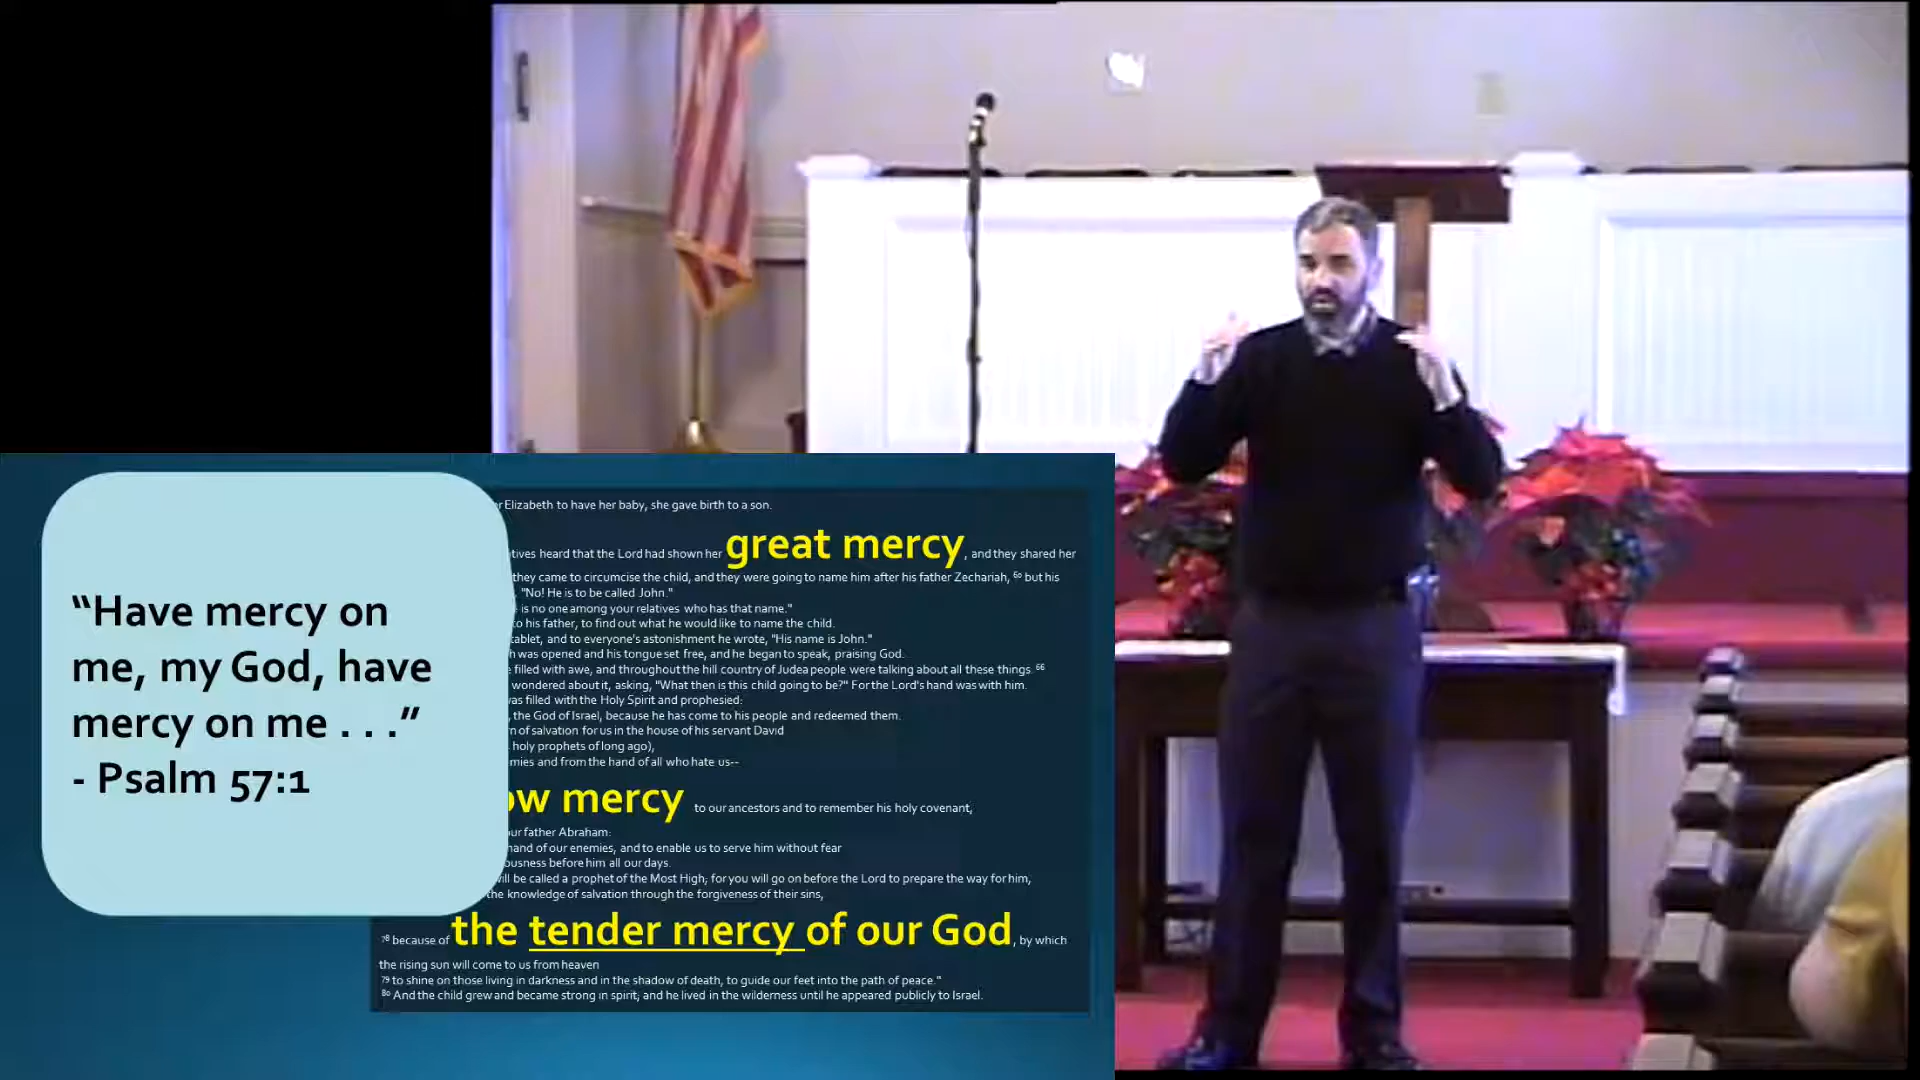 “Have mercy on
me, my God, have
mercy on me . . .”
- Psalm 57:1
Elizabeth to have her baby, she gave birth to a son.
heard that the Lord had shown her great mercy, and they shared her
they came to circumcise the child, and they were going to name him after his father Zechariah, 60 but his
"No! He is to be called John."
is no one among your relatives who has that name."
to his father, to find out what he would like to name the child.
tablet, and to everyone's astonishment he wrote, "His name is John."
was opened and his tongue set free, and he began to speak, praising God.
filled with awe, and throughout the hill country of Judea people were talking about all these things. 66
wondered about it, asking, "What then is this child going to be?" For the Lord's hand was with him.
was filled with the Holy Spirit and prophesied:
, the God of Israel, because he has come to his people and redeemed them.
of salvation for us in the house of his servant David
holy prophets of long ago),
and from the hand of all who hate us--
mercy to our ancestors and to remember his holy covenant,
our father Abraham:
hand of our enemies, and to enable us to serve him without fear
before him all our days.
will be called a prophet of the Most High; for you will go on before the Lord to prepare the way for him,
the knowledge of salvation through the forgiveness of their sins,
78 because of the tender mercy of our God, by which
the rising sun will come to us from heaven
79 to shine on those living in darkness and in the shadow of death, to guide our feet into the path of peace."
80 And the child grew and became strong in spirit; and he lived in the wilderness until he appeared publicly to Israel.